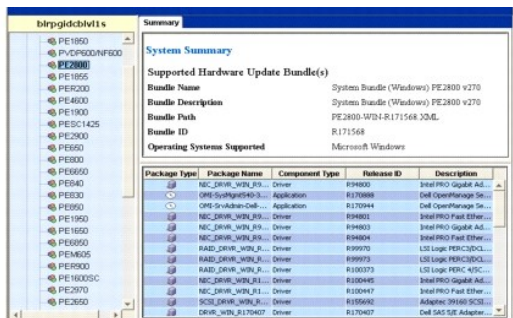 blrpgidcblvl1s
PE1850
PVDP600/NF600
PE2800
PE1855
PER200
PE4600
PE1900
PESC1425
PE2900
PE650
PE800
PE6650
PE840
PE830
PE850
PE1950
PE1650
PE6850
PEM605
PER900
PE1600SC
PE2970
PE2650
Summary
System Summary
Supported Hardware Update Bundle(s)
Bundle Name System Bundle (Windows) PE2800 v270
Bundle Description System Bundle (Windows) PE2800 v270
Bundle Path PE2800-WIN-R171568.XML
Bundle ID R171568
Operating Systems Supported Microsoft Windows
Package Type Package Name Component Type Release ID Description
NIC_DRVR_WIN_R9... Driver R94800 Intel PRO Gigabit Ad...
OMI-SysMgmt540-3... Application R170888 Dell OpenManage Se...
OMI-SrvAdmin-Dell-... Application R170944 Dell OpenManage Se...
NIC_DRVR_WIN_R9... Driver R94801 Intel PRO Fast Ether...
NIC_DRVR_WIN_R9... Driver R94803 Intel PRO Gigabit Ad...
NIC_DRVR_WIN_R9... Driver R94804 Intel PRO Fast Ether...
RAID_DRVR_WIN_R... Driver R99970 LSI Logic PERC3/DCL...
RAID_DRVR_WIN_R... Driver R99973 LSI Logic PERC3/DCL...
RAID_DRVR_WIN_R... Driver R100373 LSI Logic PERC 4/SC...
NIC_DRVR_WIN_R1... Driver R100445 Intel PRO Gigabit Ad...
NIC_DRVR_WIN_R1... Driver R100447 Intel PRO Fast Ether...
SCSI_DRVR_WIN_R... Driver R155692 Adaptec 39160 SCSI...
DRVR_WIN_R170407 Driver R170407 Dell SAS 5/E Adapter...